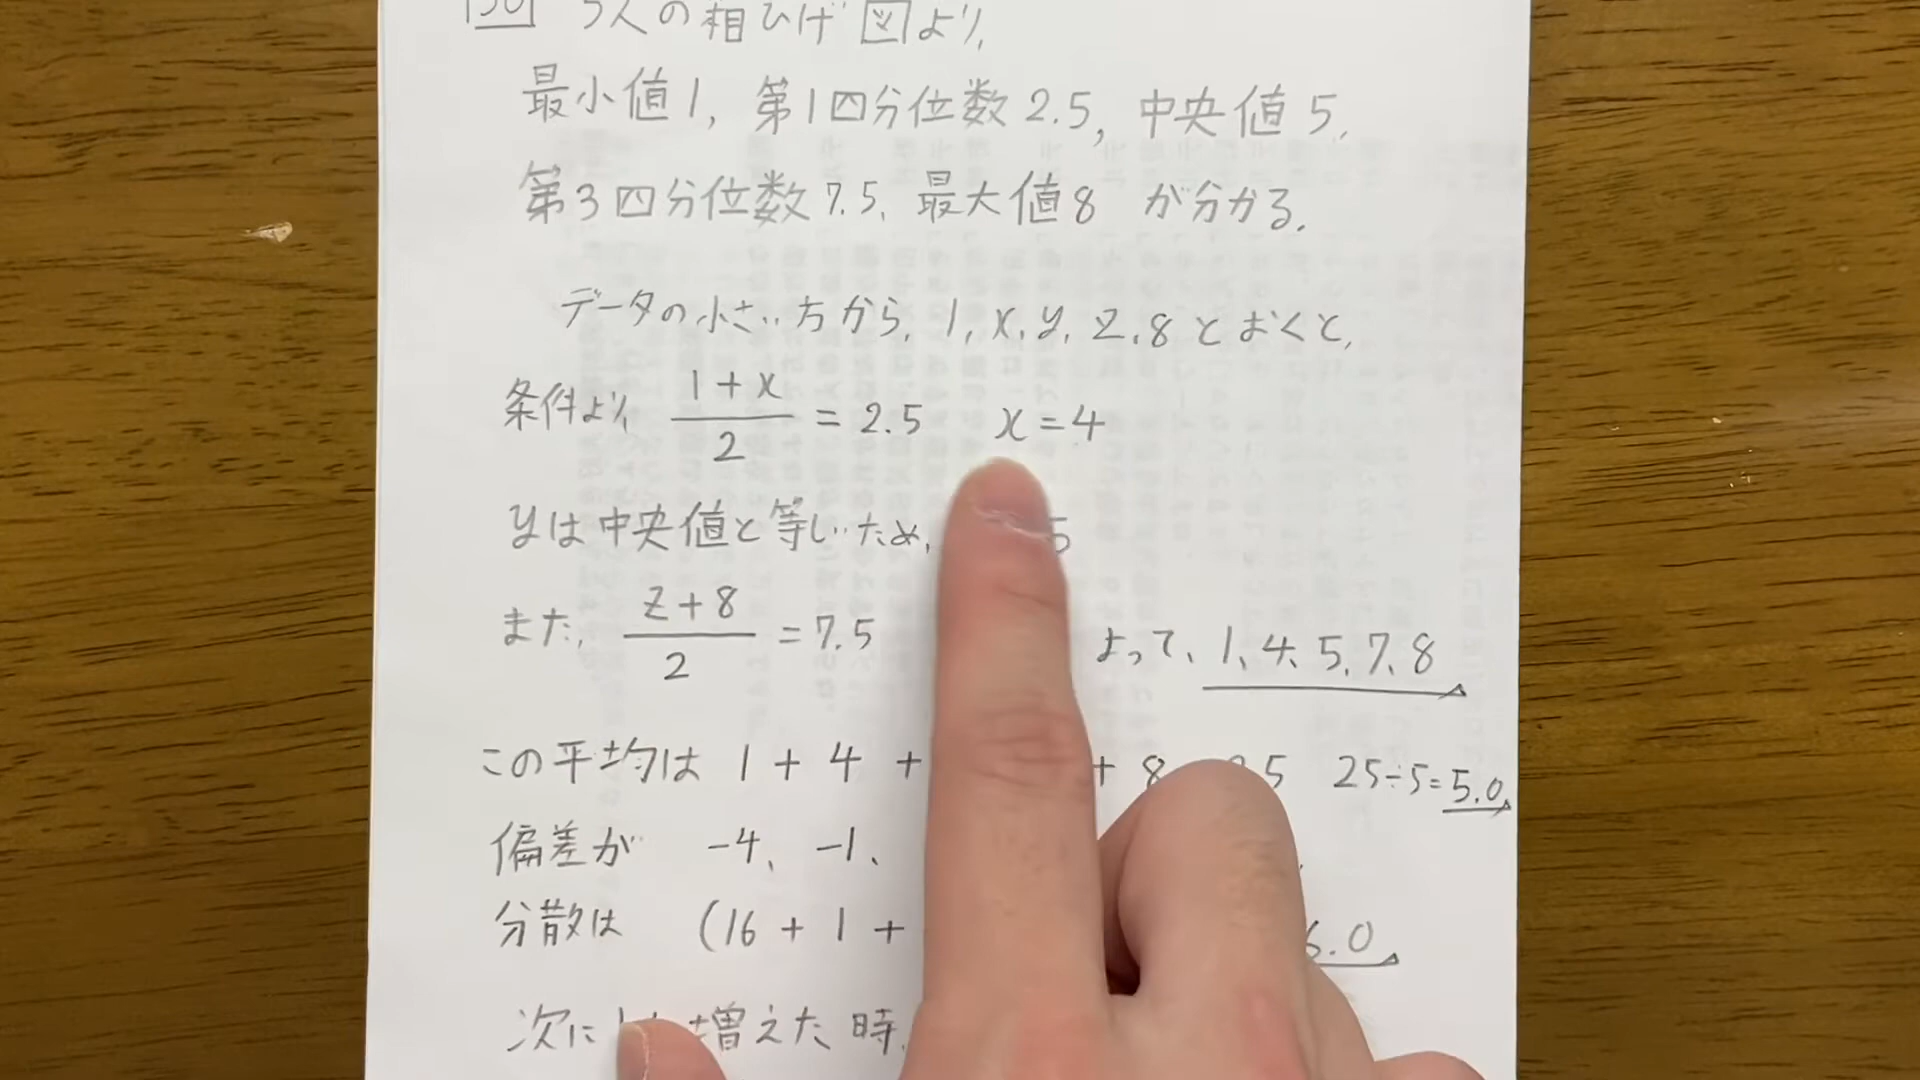 5人の箱ひげ図より,
最小値1, 第1四分位数2.5, 中央値5,
第3四分位数7.5, 最大値8 が分かる.
データの小さい方から, 1, x, y, z, 8 とおくと,
条件より (1+x)/2 = 2.5 x=4
yは中央値と等しいため, 5
また, (z+8)/2 = 7.5 よって、1、4、5、7、8
この平均は 1 + 4 + + 8 25÷5=5.0
偏差が -4、-1、
分散は (16 + 1 + 6.0
次に 増えた時,